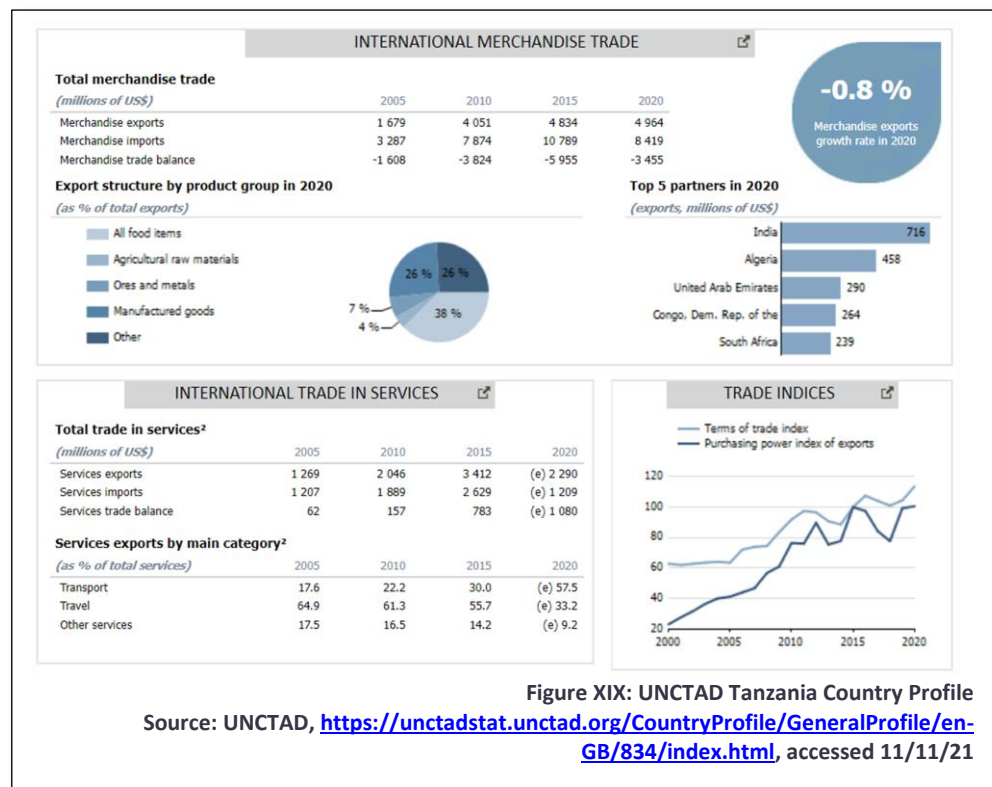 INTERNATIONAL MERCHANDISE TRADE
Total merchandise trade
(millions of US$) 2005 2010 2015 2020
Merchandise exports 1 679 4 051 4 834 4 964
Merchandise imports 3 287 7 874 10 789 8 419
Merchandise trade balance -1 608 -3 824 -5 955 -3 455
-0.8 %
Merchandise exports
growth rate in 2020
Export structure by product group in 2020
(as % of total exports)
All food items
Agricultural raw materials
Ores and metals
Manufactured goods
Other
26 % 26 %
7 %
4 %
38 %
Top 5 partners in 2020
(exports, millions of US$)
India 716
Algeria 458
United Arab Emirates 290
Congo, Dem. Rep. of the 264
South Africa 239
INTERNATIONAL TRADE IN SERVICES
Total trade in services²
(millions of US$) 2005 2010 2015 2020
Services exports 1 269 2 046 3 412 (e) 2 290
Services imports 1 207 1 889 2 629 (e) 1 209
Services trade balance 62 157 783 (e) 1 080
Services exports by main category²
(as % of total services) 2005 2010 2015 2020
Transport 17.6 22.2 30.0 (e) 57.5
Travel 64.9 61.3 55.7 (e) 33.2
Other services 17.5 16.5 14.2 (e) 9.2
TRADE INDICES
Terms of trade index
Purchasing power index of exports
120
100
80
60
40
20
2000 2005 2010 2015 2020
Figure XIX: UNCTAD Tanzania Country Profile
Source: UNCTAD, https://unctadstat.unctad.org/CountryProfile/GeneralProfile/en-
GB/834/index.html, accessed 11/11/21